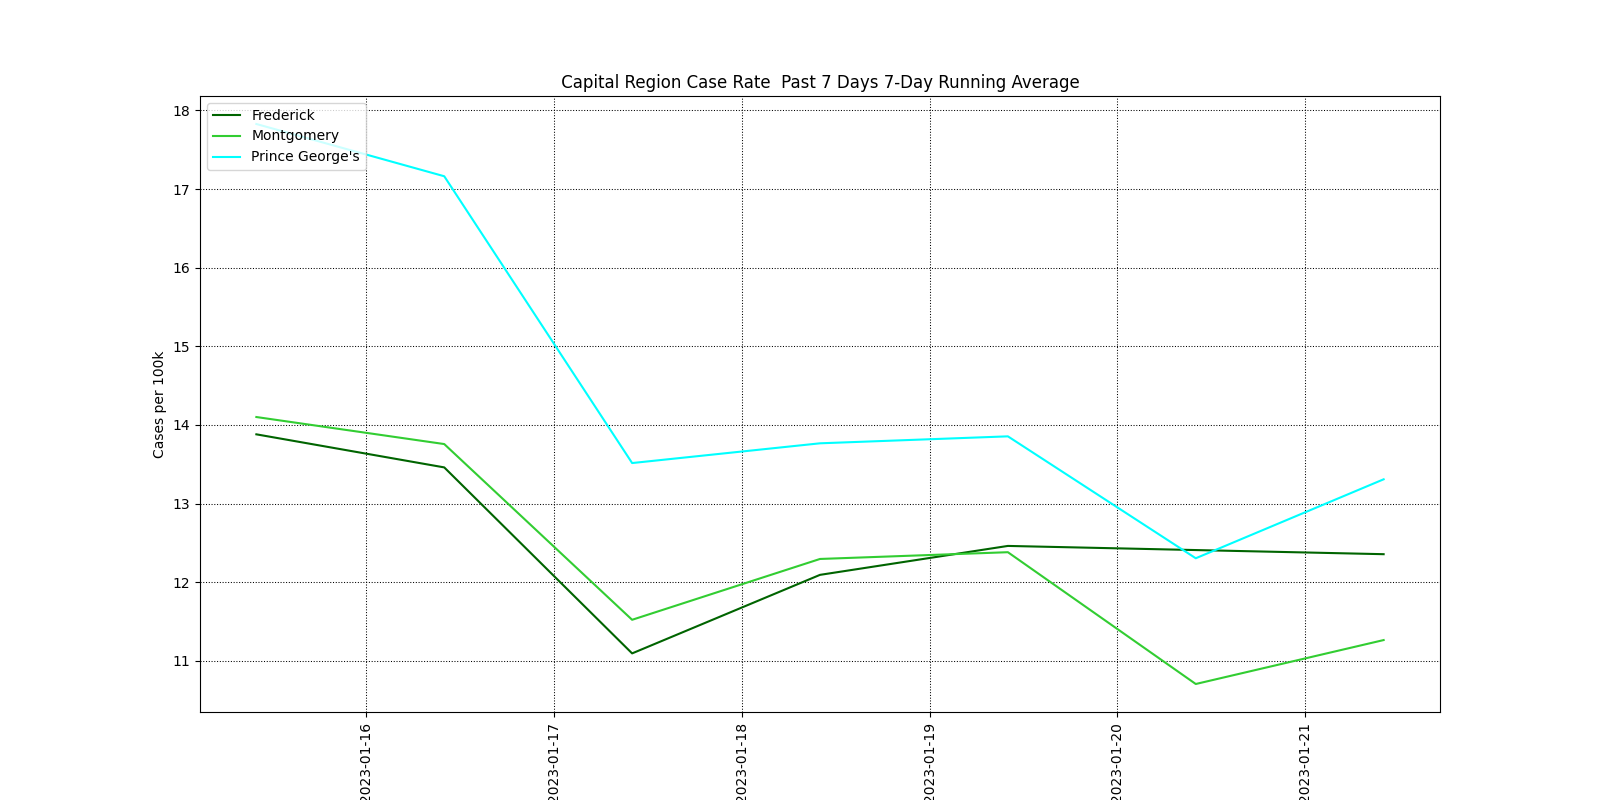 Capital Region Case Rate  Past 7 Days 7-Day Running Average
Frederick
Montgomery
Prince George's
Cases per 100k
18
17
16
15
14
13
12
11
2023-01-16
2023-01-17
2023-01-18
2023-01-19
2023-01-20
2023-01-21